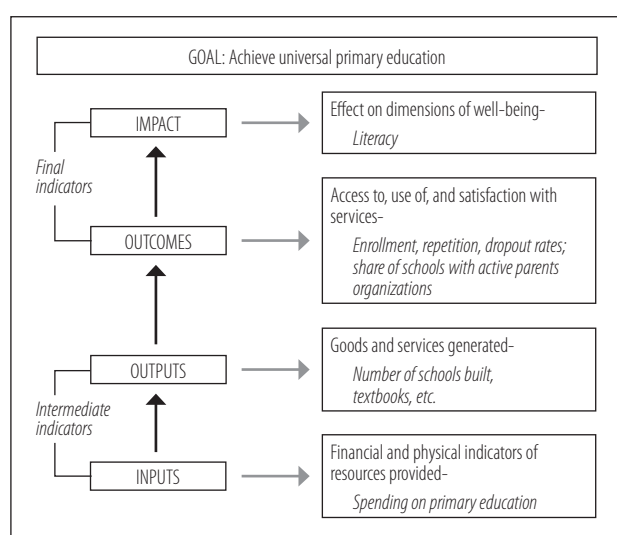 GOAL: Achieve universal primary education
IMPACT
Effect on dimensions of well-being-
Literacy
Final
indicators
OUTCOMES
Access to, use of, and satisfaction with
services-
Enrollment, repetition, dropout rates;
share of schools with active parents
organizations
OUTPUTS
Goods and services generated-
Number of schools built,
textbooks, etc.
Intermediate
indicators
INPUTS
Financial and physical indicators of
resources provided-
Spending on primary education